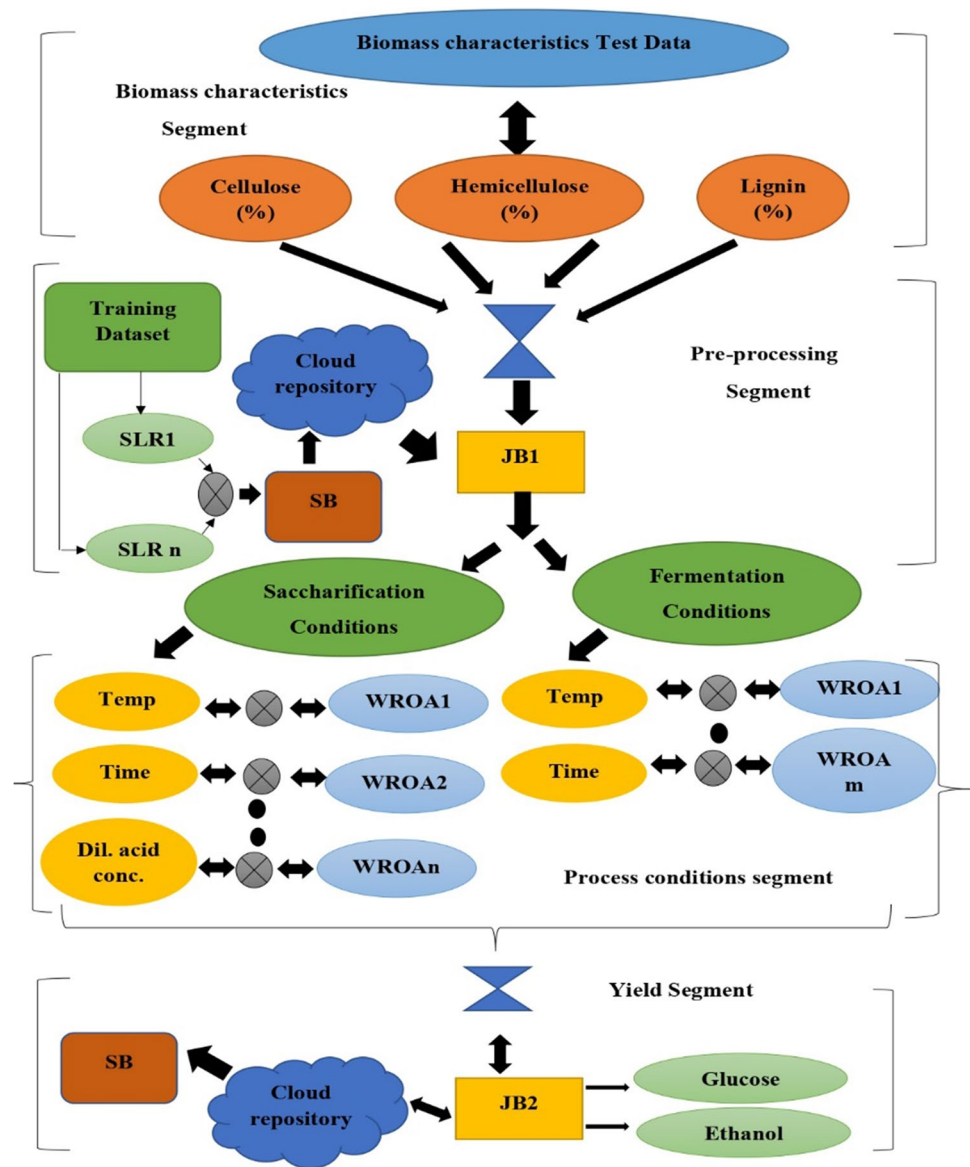 Biomass characteristics Test Data
Biomass characteristics
Segment
Cellulose
(%)
Hemicellulose
(%)
Lignin
(%)
Training
Dataset
Cloud
repository
Pre-processing
Segment
SLR1
JB1
SB
SLR n
Saccharification
Conditions
Fermentation
Conditions
Temp
WROA1
Time
WROA2
Dil. acid
conc.
WROAn
Temp
WROA1
Time
WROA
m
Process conditions segment
Yield Segment
SB
Cloud
repository
JB2
Glucose
Ethanol